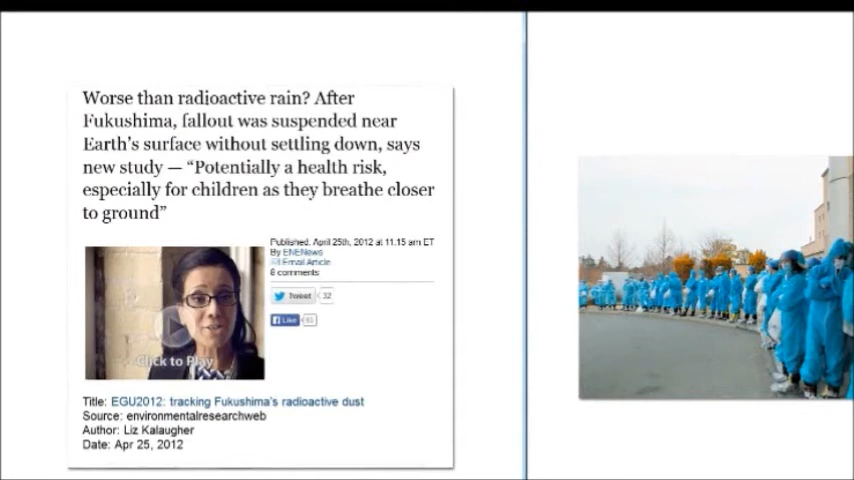 Worse than radioactive rain? After
Fukushima, fallout was suspended near
Earth's surface without settling down, says
new study — "Potentially a health risk,
especially for children as they breathe closer
to ground"
Published: April 25th, 2012 at 11:15 am ET
By ENENews
Email Article
8 comments
Tweet 32
Like
Click to Play
Title: EGU2012: tracking Fukushima's radioactive dust
Source: environmentalresearchweb
Author: Liz Kalaugher
Date: Apr 25, 2012